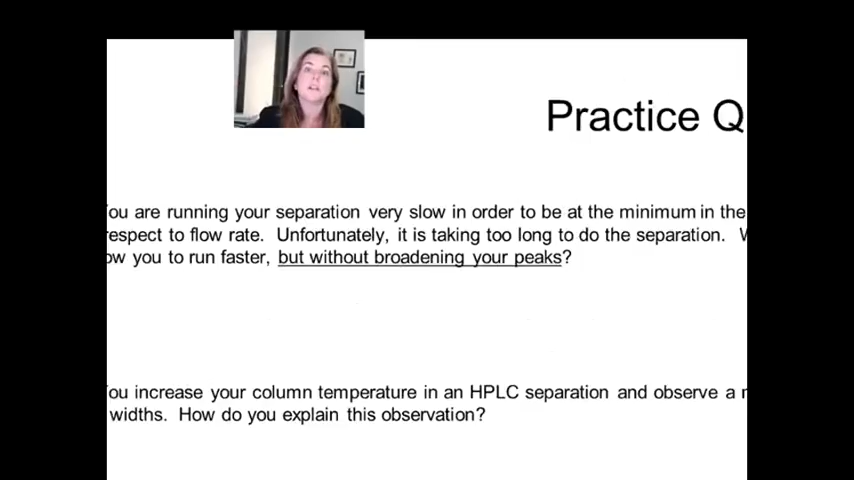 Practice Q
ou are running your separation very slow in order to be at the minimum in the
respect to flow rate. Unfortunately, it is taking too long to do the separation. W
ow you to run faster, but without broadening your peaks?
ou increase your column temperature in an HPLC separation and observe a
widths. How do you explain this observation?